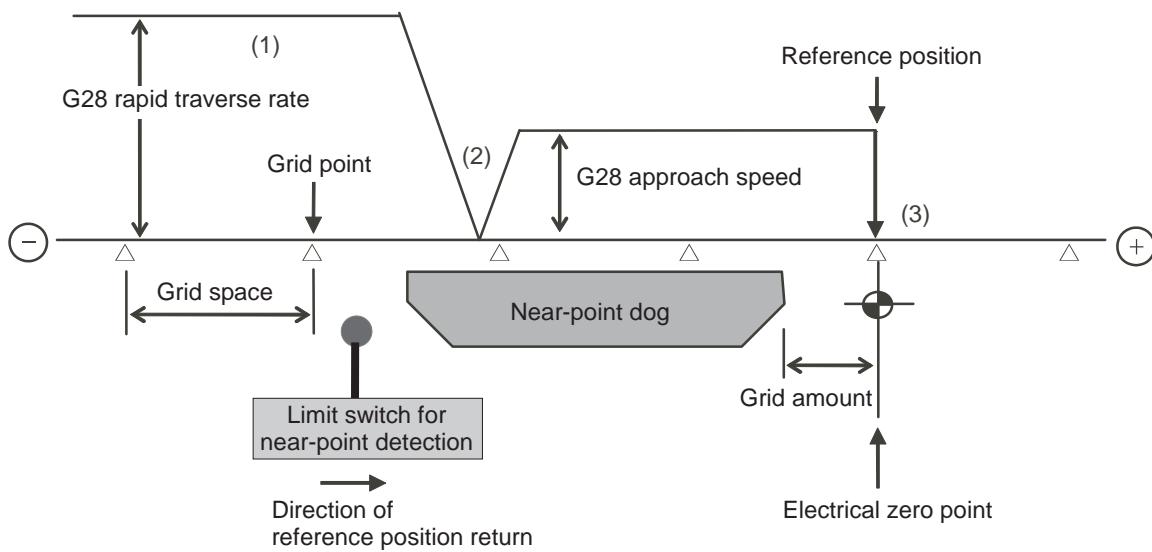 (1)
Reference position
G28 rapid traverse rate
Grid point
(2)
G28 approach speed
(3)
−
+
Grid space
Near-point dog
Grid amount
Limit switch for
near-point detection
Direction of
reference position return
Electrical zero point